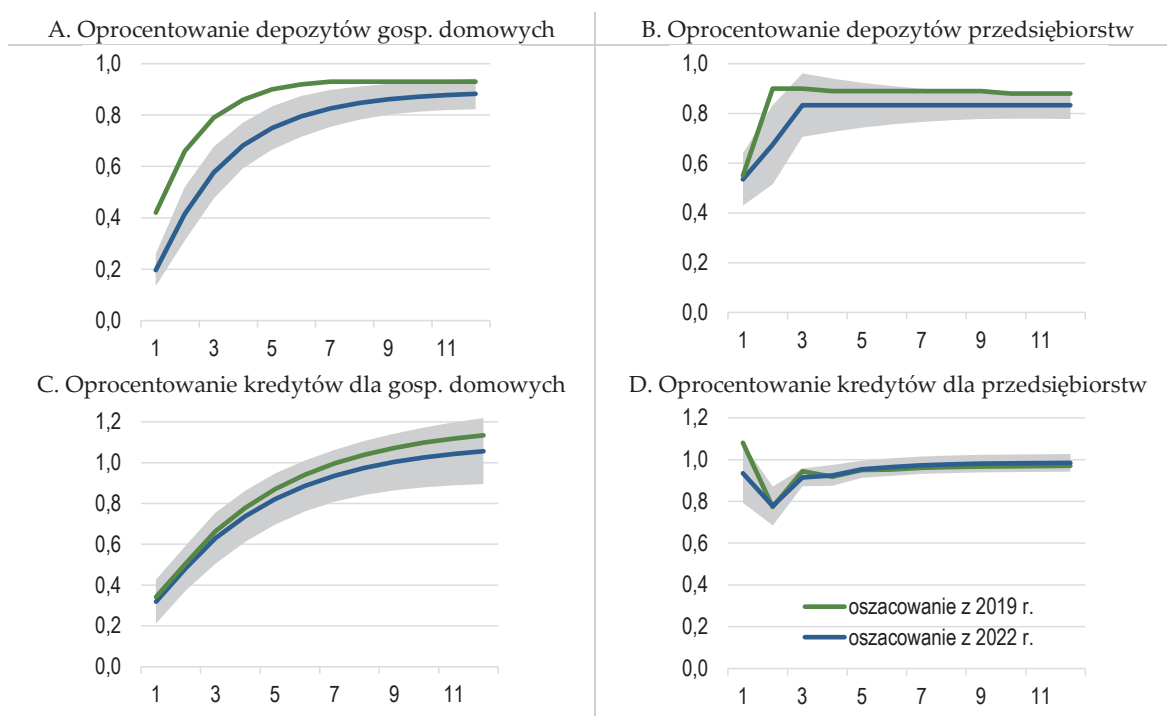 A. Oprocentowanie depozytów gosp. domowych
1,0
0,8
0,6
0,4
0,2
0,0
1 3 5 7 9 11
B. Oprocentowanie depozytów przedsiębiorstw
1,0
0,8
0,6
0,4
0,2
0,0
1 3 5 7 9 11
C. Oprocentowanie kredytów dla gosp. domowych
1,2
1,0
0,8
0,6
0,4
0,2
0,0
1 3 5 7 9 11
D. Oprocentowanie kredytów dla przedsiębiorstw
1,2
1,0
0,8
0,6
0,4
0,2
0,0
oszacowanie z 2019 r.
oszacowanie z 2022 r.
1 3 5 7 9 11